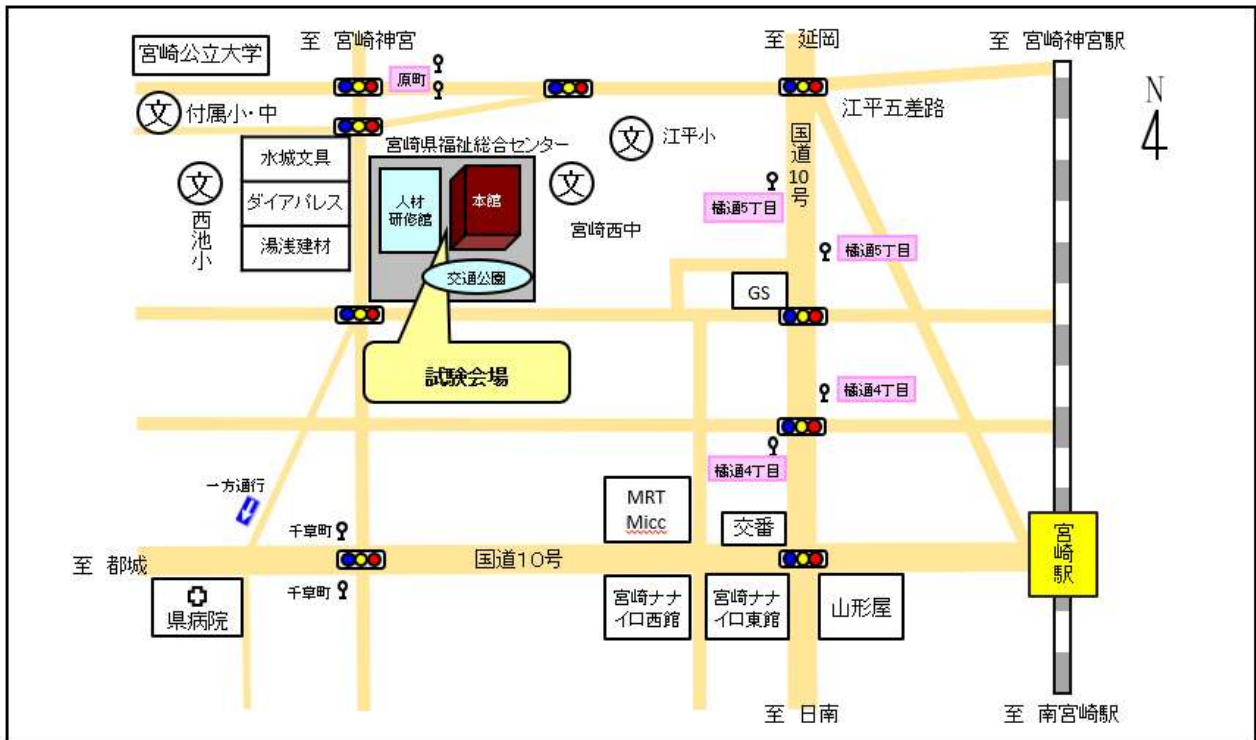 至 宮崎神宮
至 延岡
至 宮崎神宮駅
宮崎公立大学
原町
N
文
付属小・中
江平五差路
宮崎県福祉総合センター
文
江平小
国道10号
水城文具
文
西池小
ダイアパレス
人材
研修館
本館
文
宮崎西中
橘通5丁目
湯浅建材
橘通5丁目
交通公園
GS
試験会場
橘通4丁目
橘通4丁目
一方通行
MRT
Micc
交番
千草町
宮崎駅
至 都城
国道10号
千草町
県病院
宮崎ナナ
イロ西館
宮崎ナナ
イロ東館
山形屋
至 日南
至 南宮崎駅